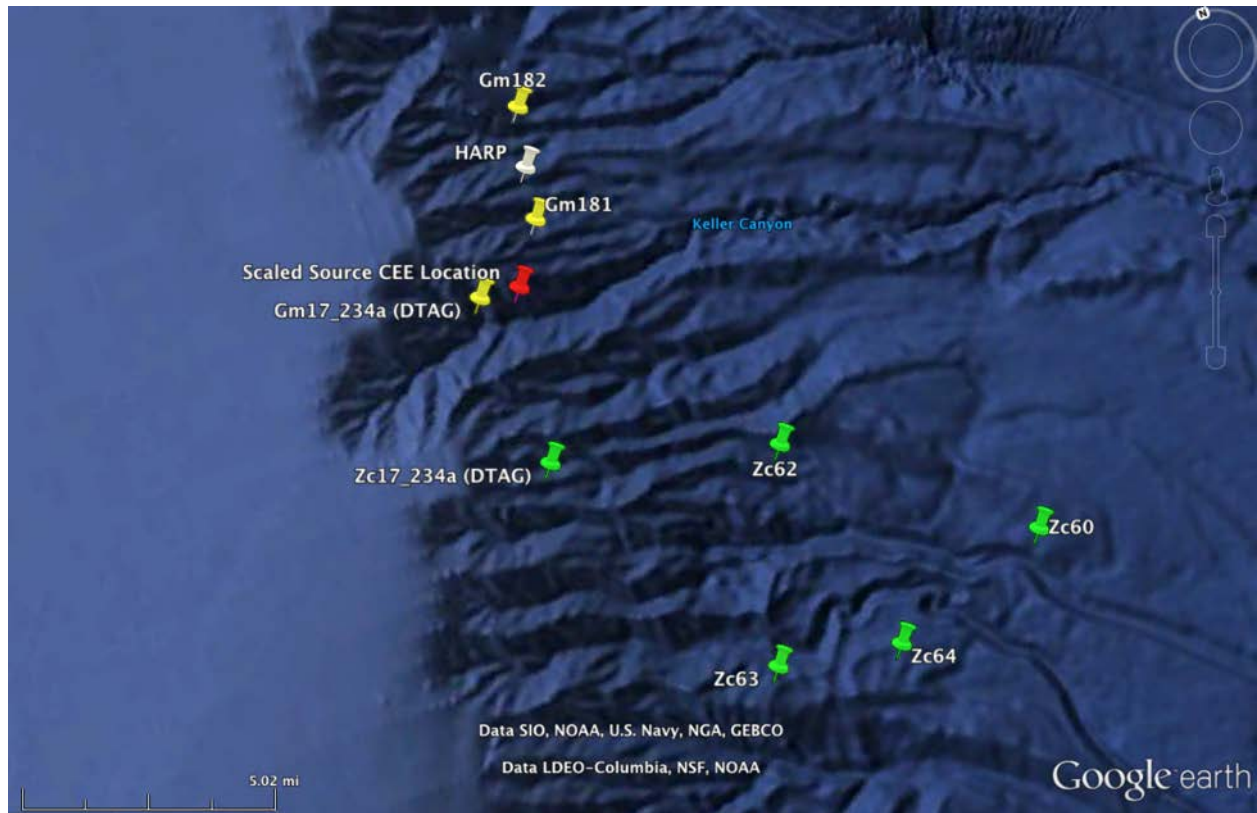 N
Gm182
HARP
Gm181
Keller Canyon
Scaled Source CEE Location
Gm17_234a (DTAG)
Zc17_234a (DTAG)
Zc62
Zc60
Zc64
Zc63
Data SIO, NOAA, U.S. Navy, NGA, GEBCO
Data LDEO-Columbia, NSF, NOAA
5.02 mi
Google earth